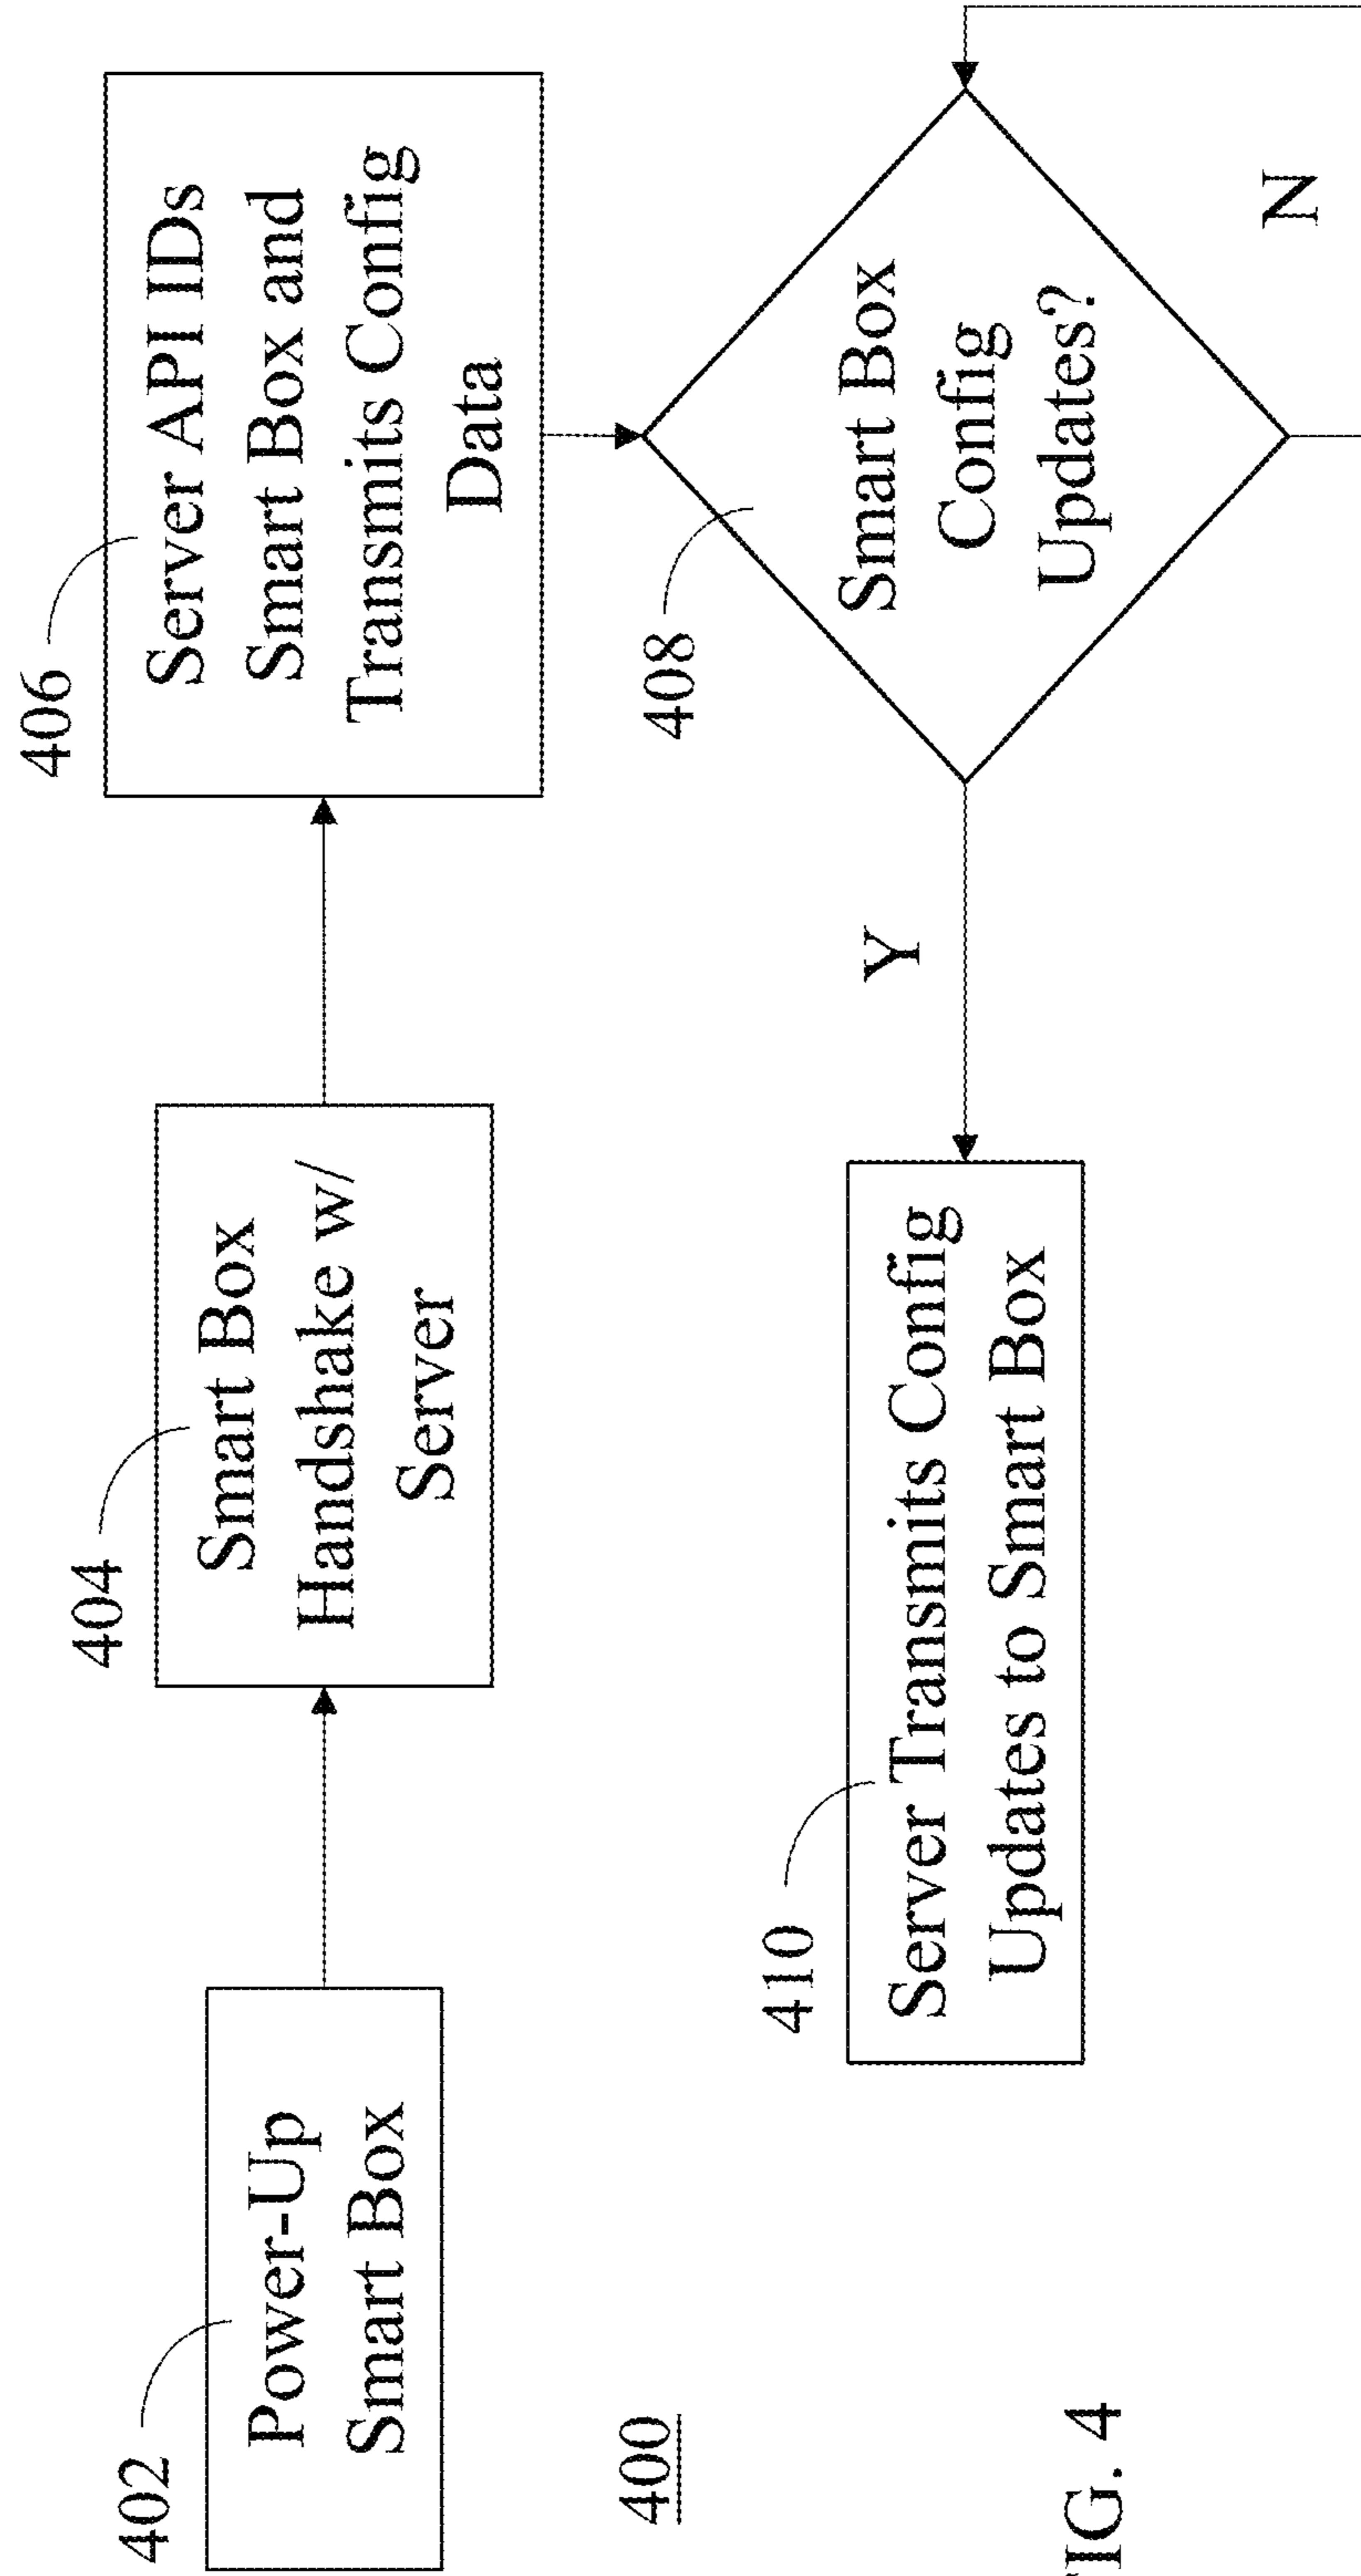 402
Power-Up
Smart Box
404
Smart Box
Handshake w/
Server
406
Server API IDs
Smart Box and
Transmits Config
Data
408
Smart Box
Config
Updates?
Y
N
410
Server Transmits Config
Updates to Smart Box
400
IG. 4